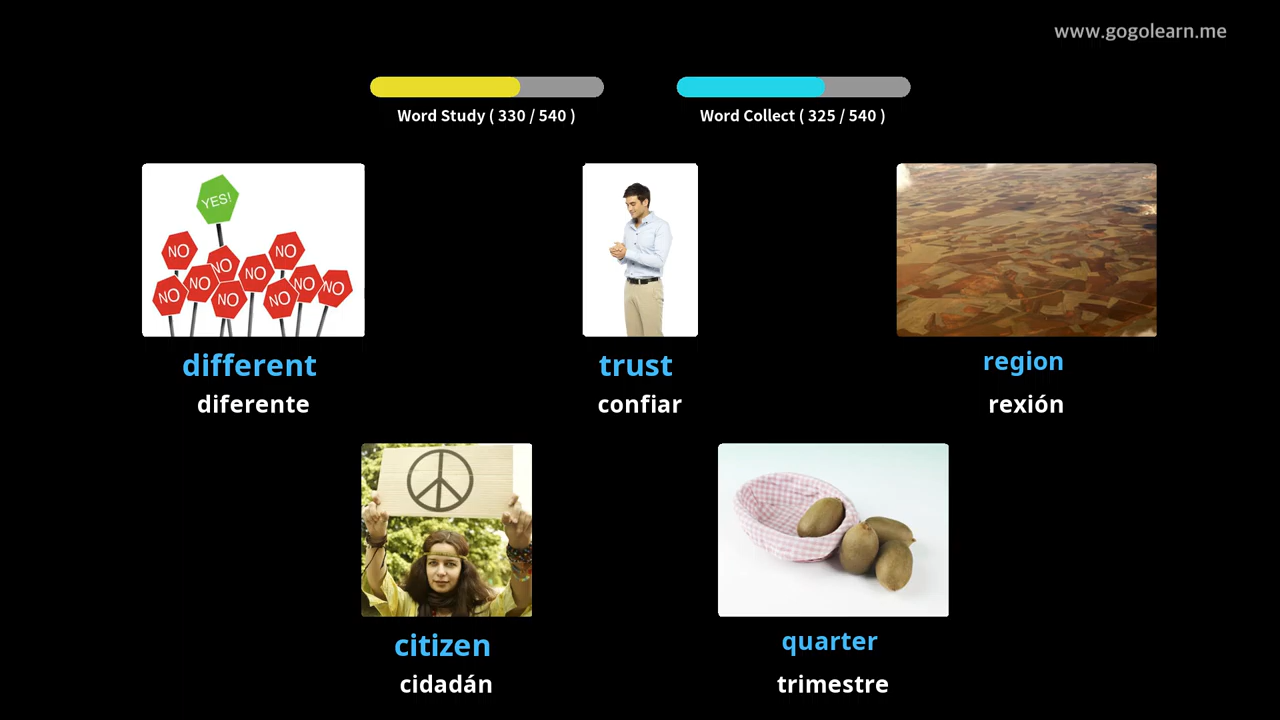 www.gogolearn.me
Word Study ( 330 / 540 )
Word Collect ( 325 / 540 )
YES!
NO
NO
NO
NO
NO
NO
NO
NO
NO
NO
different
diferente
trust
confiar
region
rexión
citizen
cidadán
quarter
trimestre